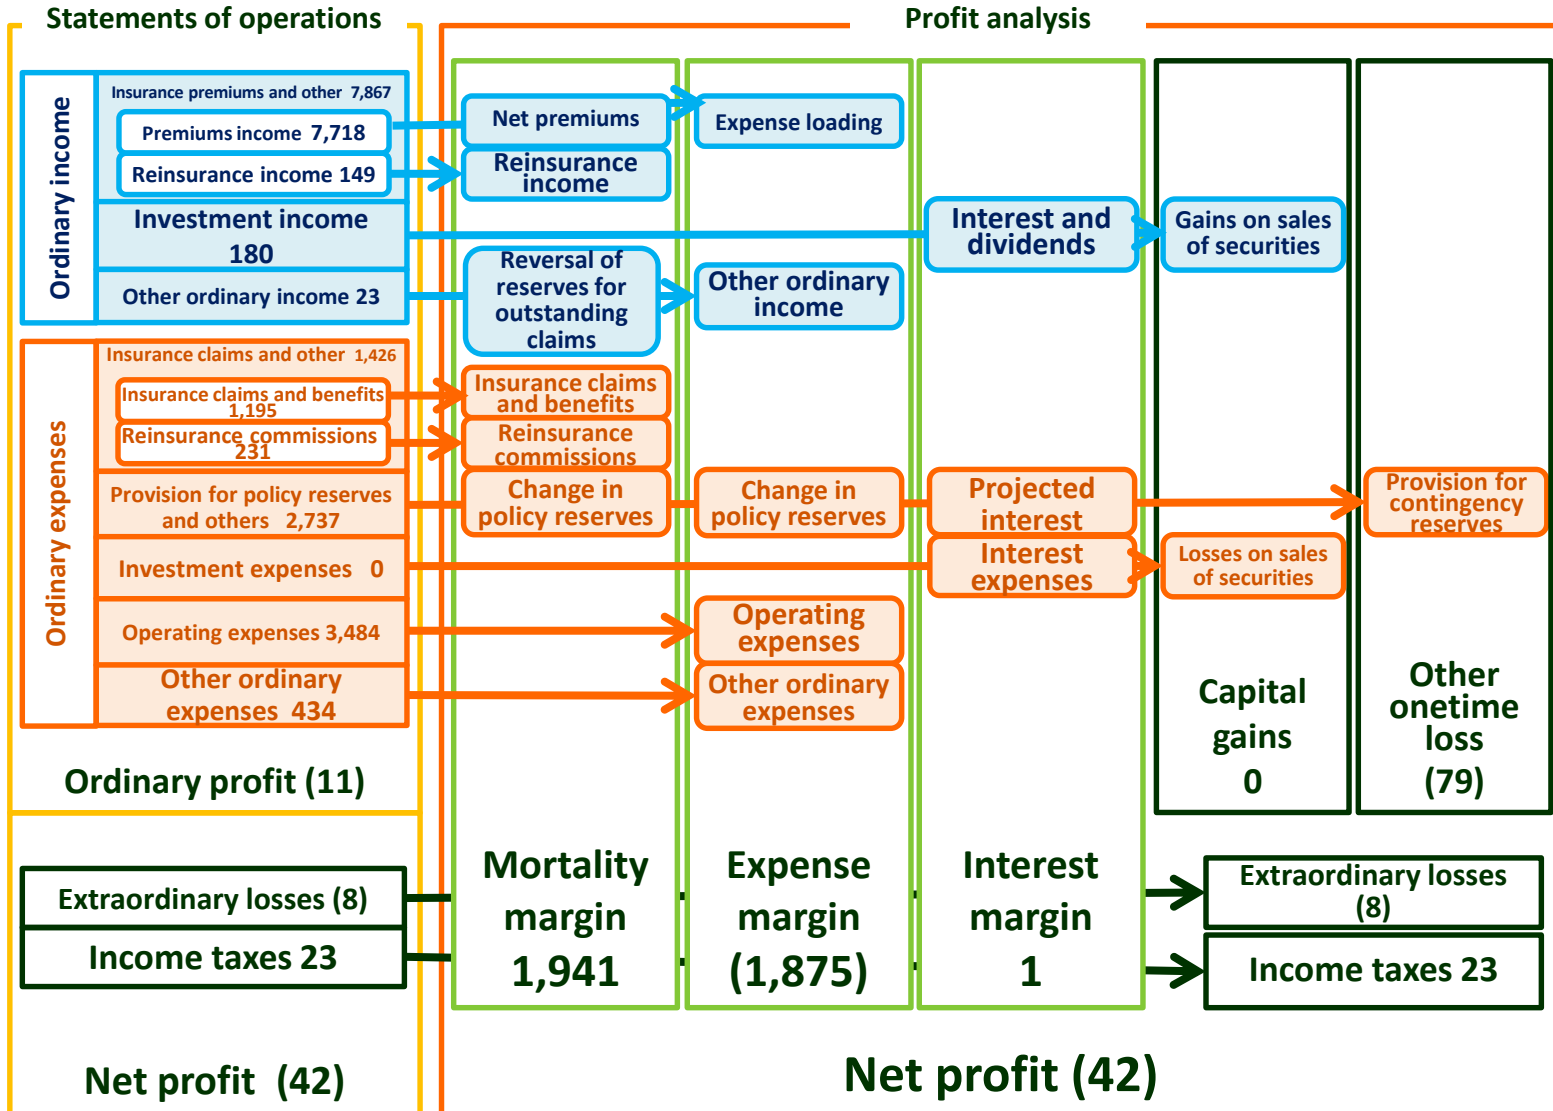 Statements of operations
Profit analysis
Ordinary income
Insurance premiums and other 7,867
Premiums income 7,718
Reinsurance income 149
Investment income
180
Other ordinary income 23
Ordinary expenses
Insurance claims and other 1,426
Insurance claims and benefits
1,195
Reinsurance commissions
231
Provision for policy reserves
and others 2,737
Investment expenses 0
Operating expenses 3,484
Other ordinary
expenses 434
Ordinary profit (11)
Extraordinary losses (8)
Income taxes 23
Net profit (42)
Net premiums
Reinsurance
income
Reversal of
reserves for
outstanding
claims
Insurance claims
and benefits
Reinsurance
commissions
Change in
policy reserves
Mortality
margin
1,941
Expense loading
Other ordinary
income
Change in
policy reserves
Operating
expenses
Other ordinary
expenses
Expense
margin
(1,875)
Interest and
dividends
Projected
interest
Interest
expenses
Interest
margin
1
Gains on sales
of securities
Losses on sales
of securities
Capital
gains
0
Provision for
contingency
reserves
Other
onetime
loss
(79)
Extraordinary losses
(8)
Income taxes 23
Net profit (42)